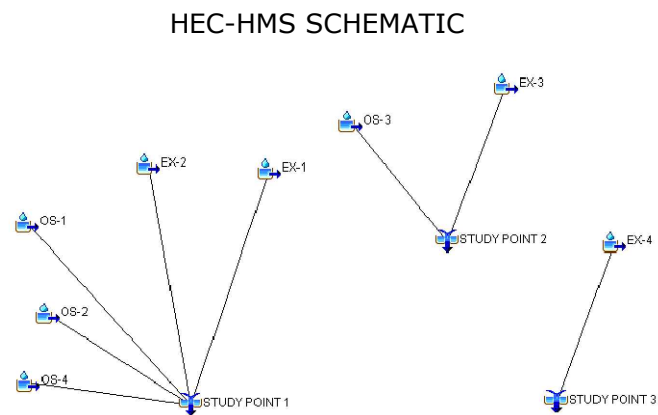 HEC-HMS SCHEMATIC
EX-3
OS-3
EX-2
EX-1
OS-1
STUDY POINT 2
EX-4
OS-2
OS-4
STUDY POINT 1
STUDY POINT 3